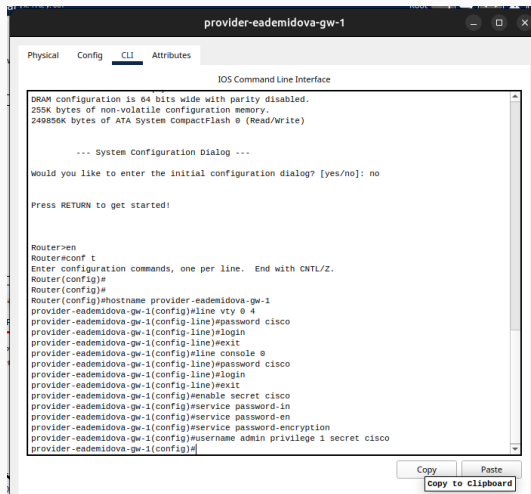 provider-eademidova-gw-1
Physical Config CLI Attributes
IOS Command Line Interface
DRAM configuration is 64 bits wide with parity disabled.
255K bytes of non-volatile configuration memory.
249856K bytes of ATA System CompactFlash 0 (Read/Write)
--- System Configuration Dialog ---
Would you like to enter the initial configuration dialog? [yes/no]: no
Press RETURN to get started!
Router>en
Router#conf t
Enter configuration commands, one per line.  End with CNTL/Z.
Router(config)#
Router(config)#
Router(config)#hostname provider-eademidova-gw-1
provider-eademidova-gw-1(config)#line vty 0 4
provider-eademidova-gw-1(config-line)#password cisco
provider-eademidova-gw-1(config-line)#login
provider-eademidova-gw-1(config-line)#exit
provider-eademidova-gw-1(config)#line console 0
provider-eademidova-gw-1(config-line)#password cisco
provider-eademidova-gw-1(config-line)#login
provider-eademidova-gw-1(config-line)#exit
provider-eademidova-gw-1(config)#enable secret cisco
provider-eademidova-gw-1(config)#service password-in
provider-eademidova-gw-1(config)#service password-en
provider-eademidova-gw-1(config)#service password-encryption
provider-eademidova-gw-1(config)#username admin privilege 1 secret cisco
provider-eademidova-gw-1(config)#
Copy Paste
Copy to Clipboard